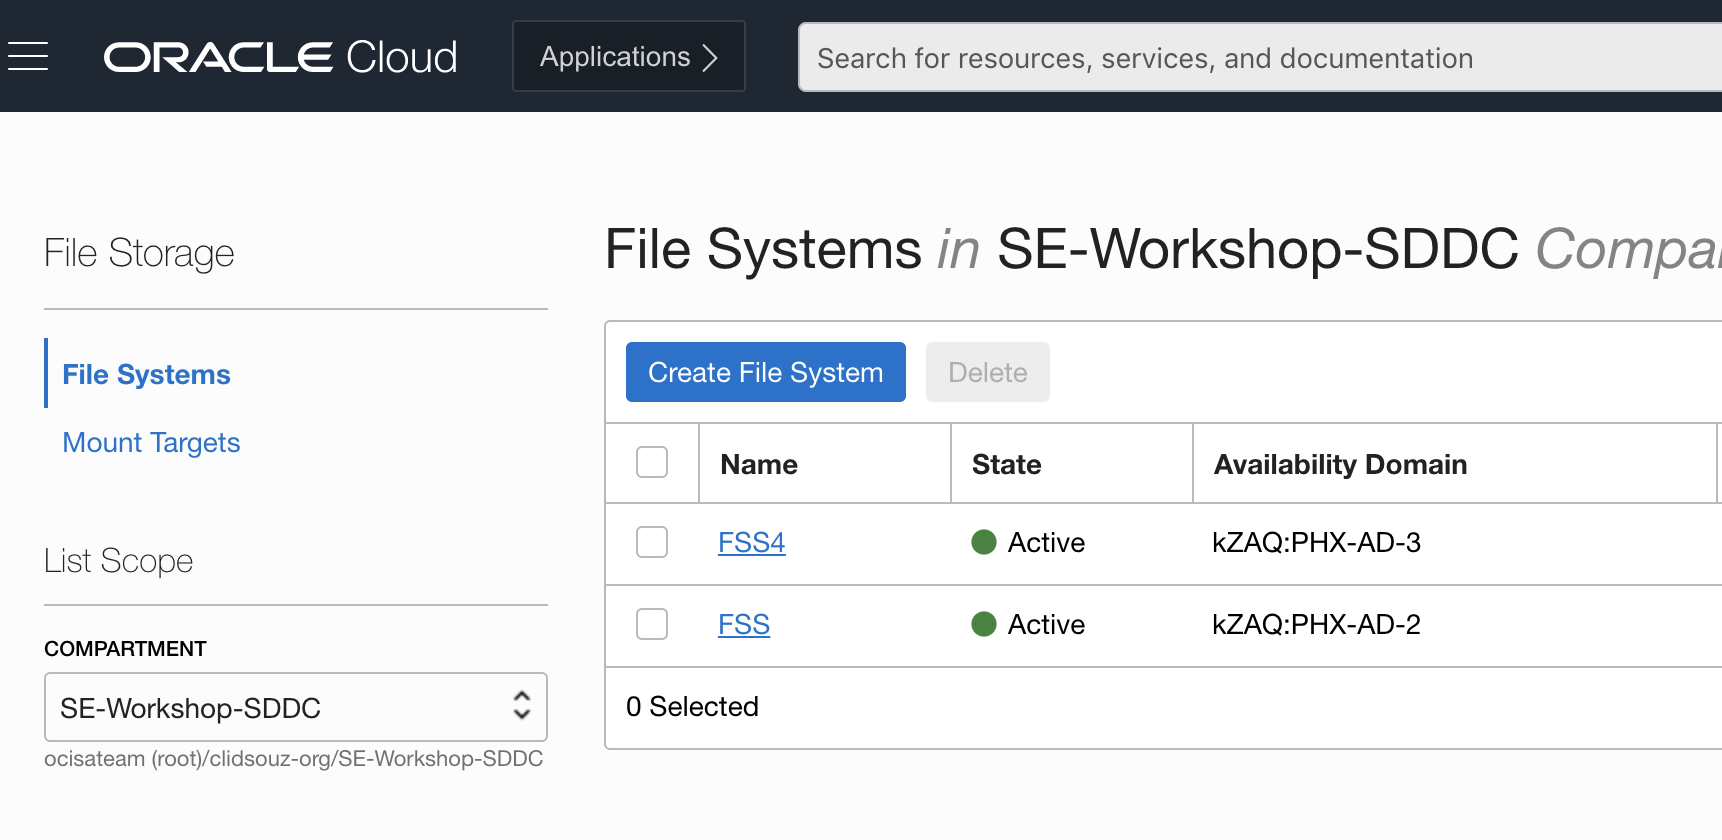 ORACLE Cloud
Applications
Search for resources, services, and documentation
File Storage
File Systems
Mount Targets
List Scope
COMPARTMENT
SE-Workshop-SDDC
ocisateam (root)/clidsouz-org/SE-Workshop-SDDC
File Systems in SE-Workshop-SDDC Compar
Create File System Delete
Name State Availability Domain
FSS4 Active kZAQ:PHX-AD-3
FSS Active kZAQ:PHX-AD-2
0 Selected